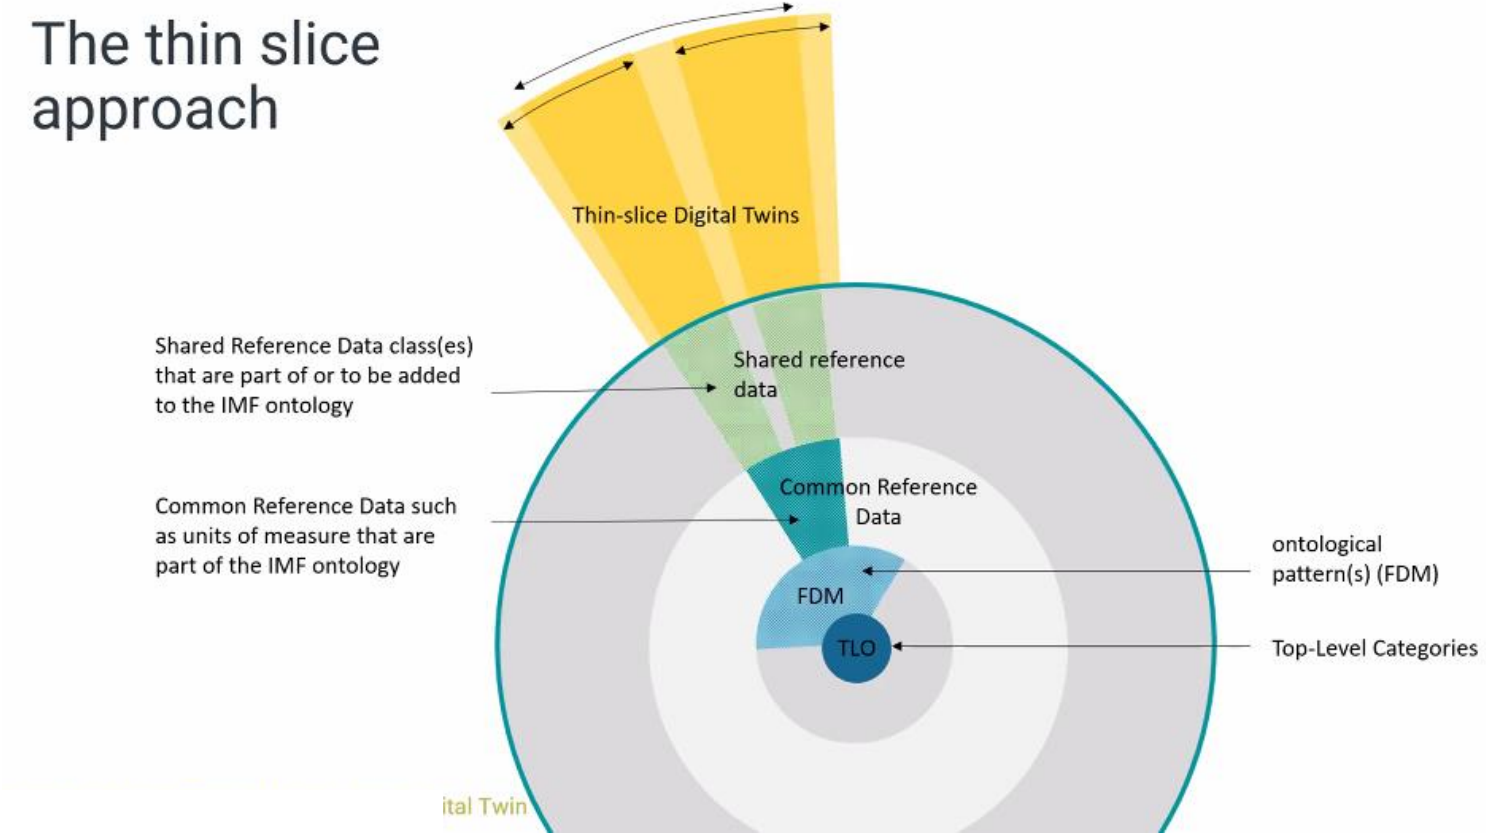 The thin slice
approach
Thin-slice Digital Twins
Shared Reference Data class(es)
that are part of or to be added
to the IMF ontology
Shared reference
data
Common Reference Data such
as units of measure that are
part of the IMF ontology
Common Reference
Data
ontological
pattern(s) (FDM)
FDM
TLO
Top-Level Categories
ital Twin